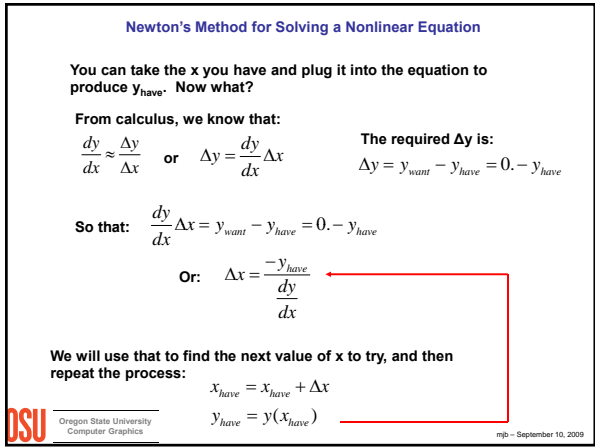 Newton's Method for Solving a Nonlinear Equation
You can take the x you have and plug it into the equation to
produce y_have. Now what?
From calculus, we know that:
dy/dx ≈ Δy/Δx or Δy = dy/dx Δx
The required Δy is:
Δy = y_want − y_have = 0. − y_have
So that: dy/dx Δx = y_want − y_have = 0. − y_have
Or: Δx = −y_have / (dy/dx)
We will use that to find the next value of x to try, and then
repeat the process:
x_have = x_have + Δx
y_have = y(x_have)
OSU
Oregon State University
Computer Graphics
mjb – September 10, 2009